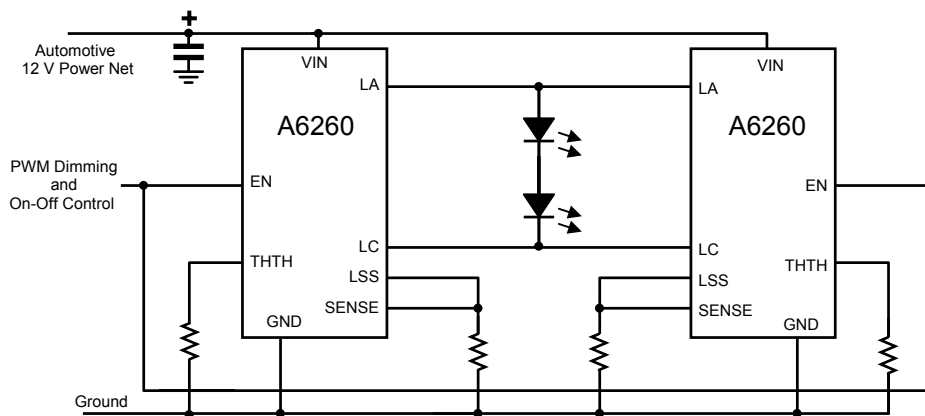 +
Automotive
12 V Power Net
VIN
LA
A6260
PWM Dimming
and
On-Off Control
EN
LC
THTH
LSS
SENSE
GND
VIN
LA
A6260
EN
LC
THTH
LSS
SENSE
GND
Ground